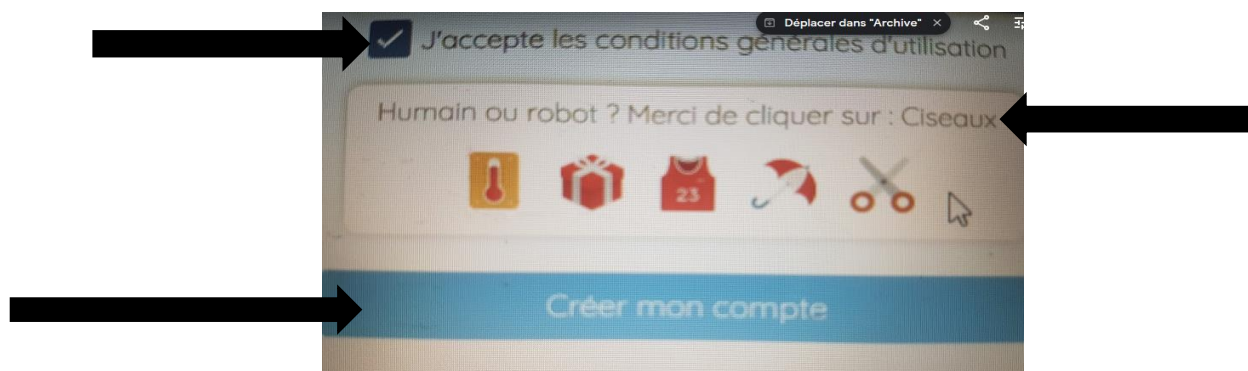 Déplacer dans "Archive"
J'accepte les conditions générales d'utilisation
Humain ou robot ? Merci de cliquer sur : Ciseaux
23
Créer mon compte